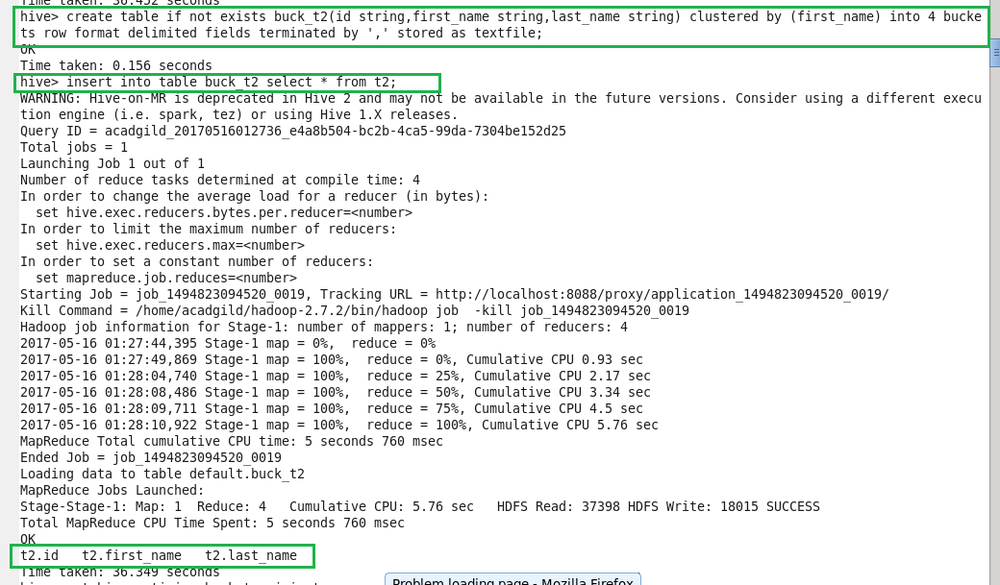 Time taken: 36.452 seconds
hive> create table if not exists buck_t2(id string,first_name string,last_name string) clustered by (first_name) into 4 bucke
ts row format delimited fields terminated by ',' stored as textfile;
OK
Time taken: 0.156 seconds
hive> insert into table buck_t2 select * from t2;
WARNING: Hive-on-MR is deprecated in Hive 2 and may not be available in the future versions. Consider using a different execu
tion engine (i.e. spark, tez) or using Hive 1.X releases.
Query ID = acadgild_20170516012736_e4a8b504-bc2b-4ca5-99da-7304be152d25
Total jobs = 1
Launching Job 1 out of 1
Number of reduce tasks determined at compile time: 4
In order to change the average load for a reducer (in bytes):
  set hive.exec.reducers.bytes.per.reducer=<number>
In order to limit the maximum number of reducers:
  set hive.exec.reducers.max=<number>
In order to set a constant number of reducers:
  set mapreduce.job.reduces=<number>
Starting Job = job_1494823094520_0019, Tracking URL = http://localhost:8088/proxy/application_1494823094520_0019/
Kill Command = /home/acadgild/hadoop-2.7.2/bin/hadoop job  -kill job_1494823094520_0019
Hadoop job information for Stage-1: number of mappers: 1; number of reducers: 4
2017-05-16 01:27:44,395 Stage-1 map = 0%,  reduce = 0%
2017-05-16 01:27:49,869 Stage-1 map = 100%,  reduce = 0%, Cumulative CPU 0.93 sec
2017-05-16 01:28:04,740 Stage-1 map = 100%,  reduce = 25%, Cumulative CPU 2.17 sec
2017-05-16 01:28:08,486 Stage-1 map = 100%,  reduce = 50%, Cumulative CPU 3.34 sec
2017-05-16 01:28:09,711 Stage-1 map = 100%,  reduce = 75%, Cumulative CPU 4.5 sec
2017-05-16 01:28:10,922 Stage-1 map = 100%,  reduce = 100%, Cumulative CPU 5.76 sec
MapReduce Total cumulative CPU time: 5 seconds 760 msec
Ended Job = job_1494823094520_0019
Loading data to table default.buck_t2
MapReduce Jobs Launched:
Stage-Stage-1: Map: 1  Reduce: 4   Cumulative CPU: 5.76 sec   HDFS Read: 37398 HDFS Write: 18015 SUCCESS
Total MapReduce CPU Time Spent: 5 seconds 760 msec
OK
t2.id   t2.first_name   t2.last_name
Time taken: 36.349 seconds
Problem loading page - Mozilla Firefox